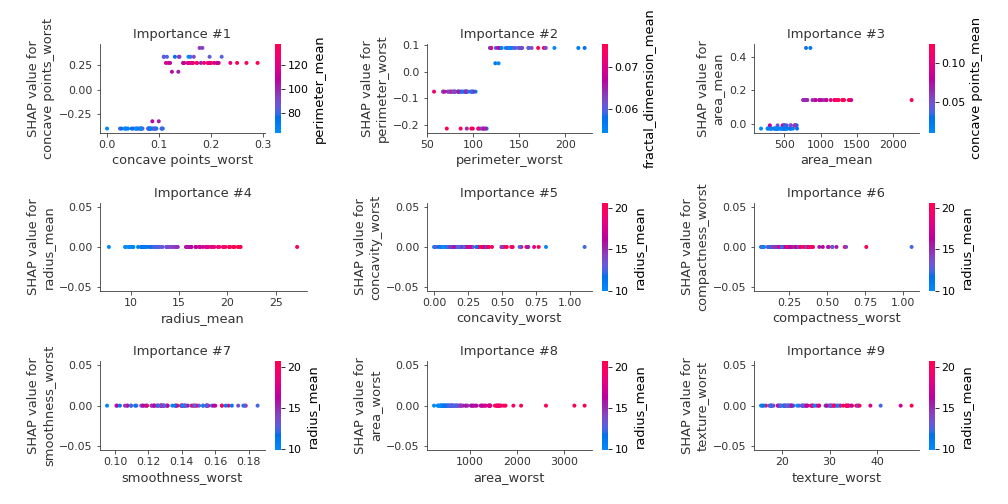 Importance #1
SHAP value for
concave points_worst
0.25
0.00
−0.25
0.0
0.1
0.2
0.3
concave points_worst
120
100
80
perimeter_mean
Importance #2
SHAP value for
perimeter_worst
0.1
0.0
−0.1
−0.2
50
100
150
200
perimeter_worst
0.07
0.06
fractal_dimension_mean
Importance #3
SHAP value for
area_mean
0.4
0.2
0.0
500
1000
1500
2000
area_mean
0.10
0.05
concave points_mean
Importance #4
SHAP value for
radius_mean
0.05
0.00
−0.05
10
15
20
25
radius_mean
Importance #5
SHAP value for
concavity_worst
0.05
0.00
−0.05
0.00
0.25
0.50
0.75
1.00
concavity_worst
20
15
10
radius_mean
Importance #6
SHAP value for
compactness_worst
0.05
0.00
−0.05
0.25
0.50
0.75
1.00
compactness_worst
20
15
10
radius_mean
Importance #7
SHAP value for
smoothness_worst
0.05
0.00
−0.05
0.10
0.12
0.14
0.16
0.18
smoothness_worst
20
15
10
radius_mean
Importance #8
SHAP value for
area_worst
0.05
0.00
−0.05
1000
2000
3000
area_worst
20
15
10
radius_mean
Importance #9
SHAP value for
texture_worst
0.05
0.00
−0.05
20
30
40
texture_worst
20
15
10
radius_mean